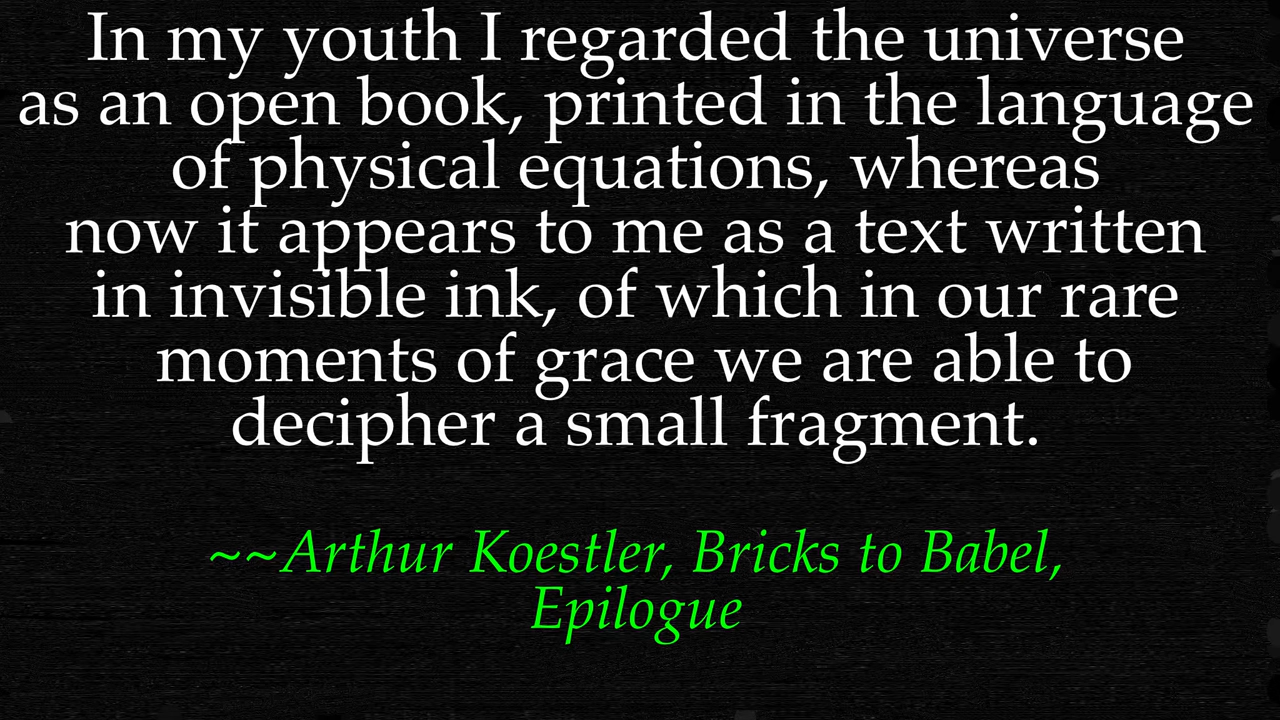 In my youth I regarded the universe
as an open book, printed in the language
of physical equations, whereas
now it appears to me as a text written
in invisible ink, of which in our rare
moments of grace we are able to
decipher a small fragment.
~~Arthur Koestler, Bricks to Babel,
Epilogue